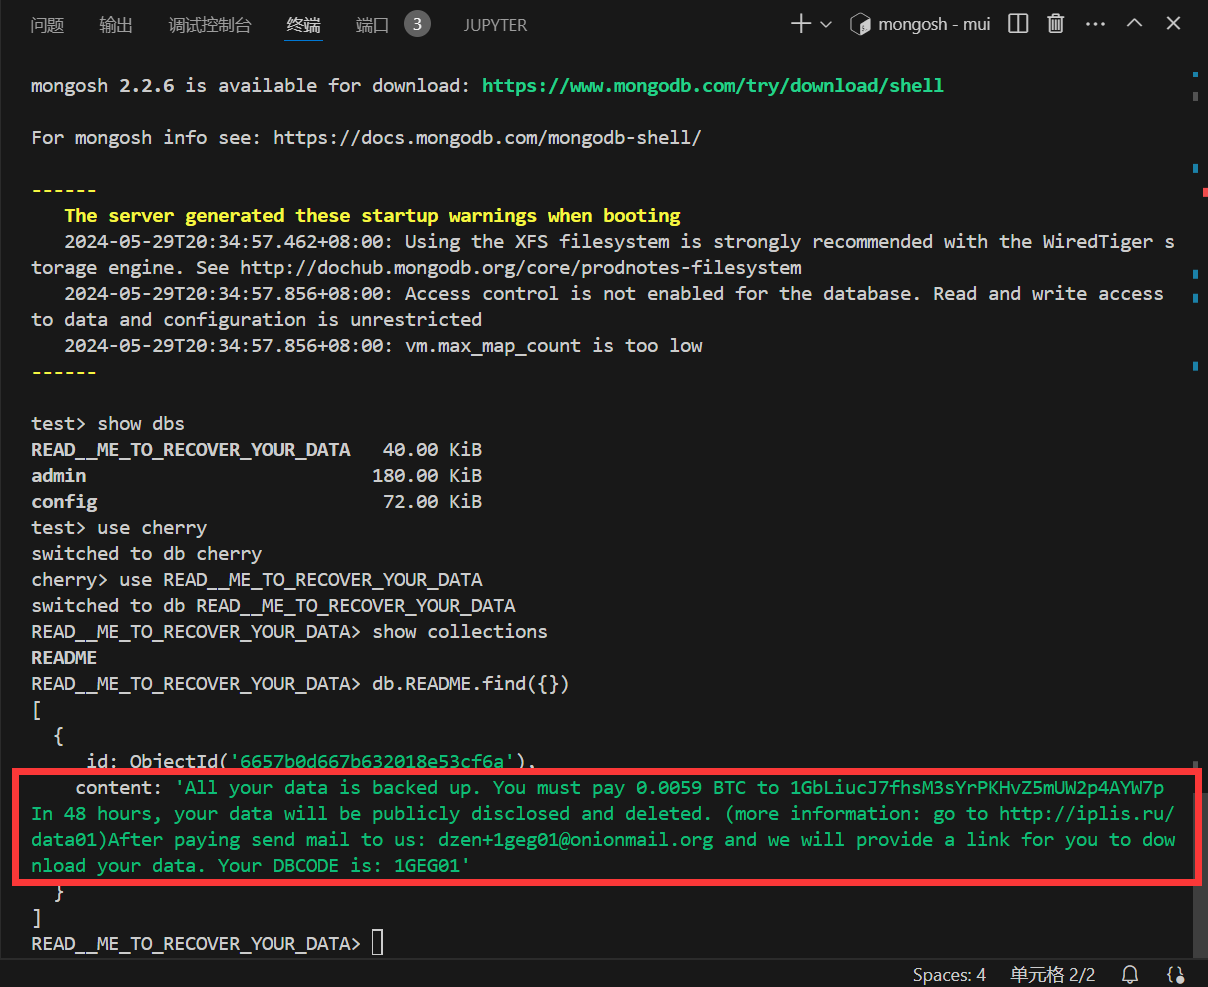 问题 输出 调试控制台 终端 端口 3 JUPYTER mongosh - mui
mongosh 2.2.6 is available for download: https://www.mongodb.com/try/download/shell
For mongosh info see: https://docs.mongodb.com/mongodb-shell/
------
The server generated these startup warnings when booting
2024-05-29T20:34:57.462+08:00: Using the XFS filesystem is strongly recommended with the WiredTiger s
torage engine. See http://dochub.mongodb.org/core/prodnotes-filesystem
2024-05-29T20:34:57.856+08:00: Access control is not enabled for the database. Read and write access
to data and configuration is unrestricted
2024-05-29T20:34:57.856+08:00: vm.max_map_count is too low
------
test> show dbs
READ__ME_TO_RECOVER_YOUR_DATA 40.00 KiB
admin 180.00 KiB
config 72.00 KiB
test> use cherry
switched to db cherry
cherry> use READ__ME_TO_RECOVER_YOUR_DATA
switched to db READ__ME_TO_RECOVER_YOUR_DATA
READ__ME_TO_RECOVER_YOUR_DATA> show collections
README
READ__ME_TO_RECOVER_YOUR_DATA> db.README.find({})
[
{
id: ObjectId('6657b0d667b632018e53cf6a'),
content: 'All your data is backed up. You must pay 0.0059 BTC to 1GbLiucJ7fhsM3sYrPKHvZ5mUW2p4AYW7p
In 48 hours, your data will be publicly disclosed and deleted. (more information: go to http://iplis.ru/
data01)After paying send mail to us: dzen+1geg01@onionmail.org and we will provide a link for you to dow
nload your data. Your DBCODE is: 1GEG01'
}
]
READ__ME_TO_RECOVER_YOUR_DATA>
Spaces: 4 单元格 2/2